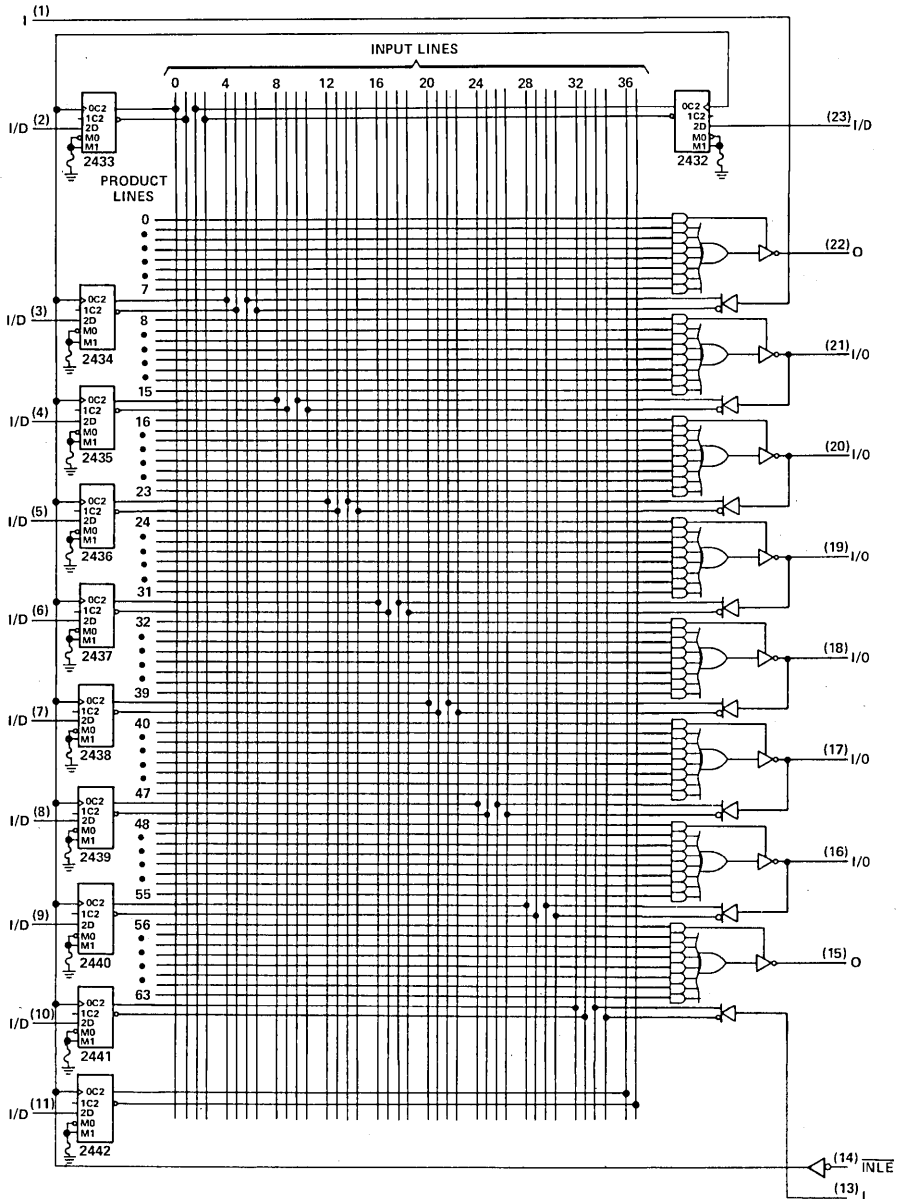 I (1)
INPUT LINES
0 4 8 12 16 20 24 28 32 36
I/D (2) 0C2 1C2 2D M0 M1 2433
0C2 1C2 2D M0 M1 2432 (23) I/D
PRODUCT LINES
0
(22) O
7
I/D (3) 0C2 1C2 2D M0 M1 2434
8
(21) I/O
15
I/D (4) 0C2 1C2 2D M0 M1 2435
16
(20) I/O
23
I/D (5) 0C2 1C2 2D M0 M1 2436
24
(19) I/O
31
I/D (6) 0C2 1C2 2D M0 M1 2437
32
(18) I/O
39
I/D (7) 0C2 1C2 2D M0 M1 2438
40
(17) I/O
47
I/D (8) 0C2 1C2 2D M0 M1 2439
48
(16) I/O
55
I/D (9) 0C2 1C2 2D M0 M1 2440
56
(15) O
63
I/D (10) 0C2 1C2 2D M0 M1 2441
I/D (11) 0C2 1C2 2D M0 M1 2442
(14) INLE
(13) I